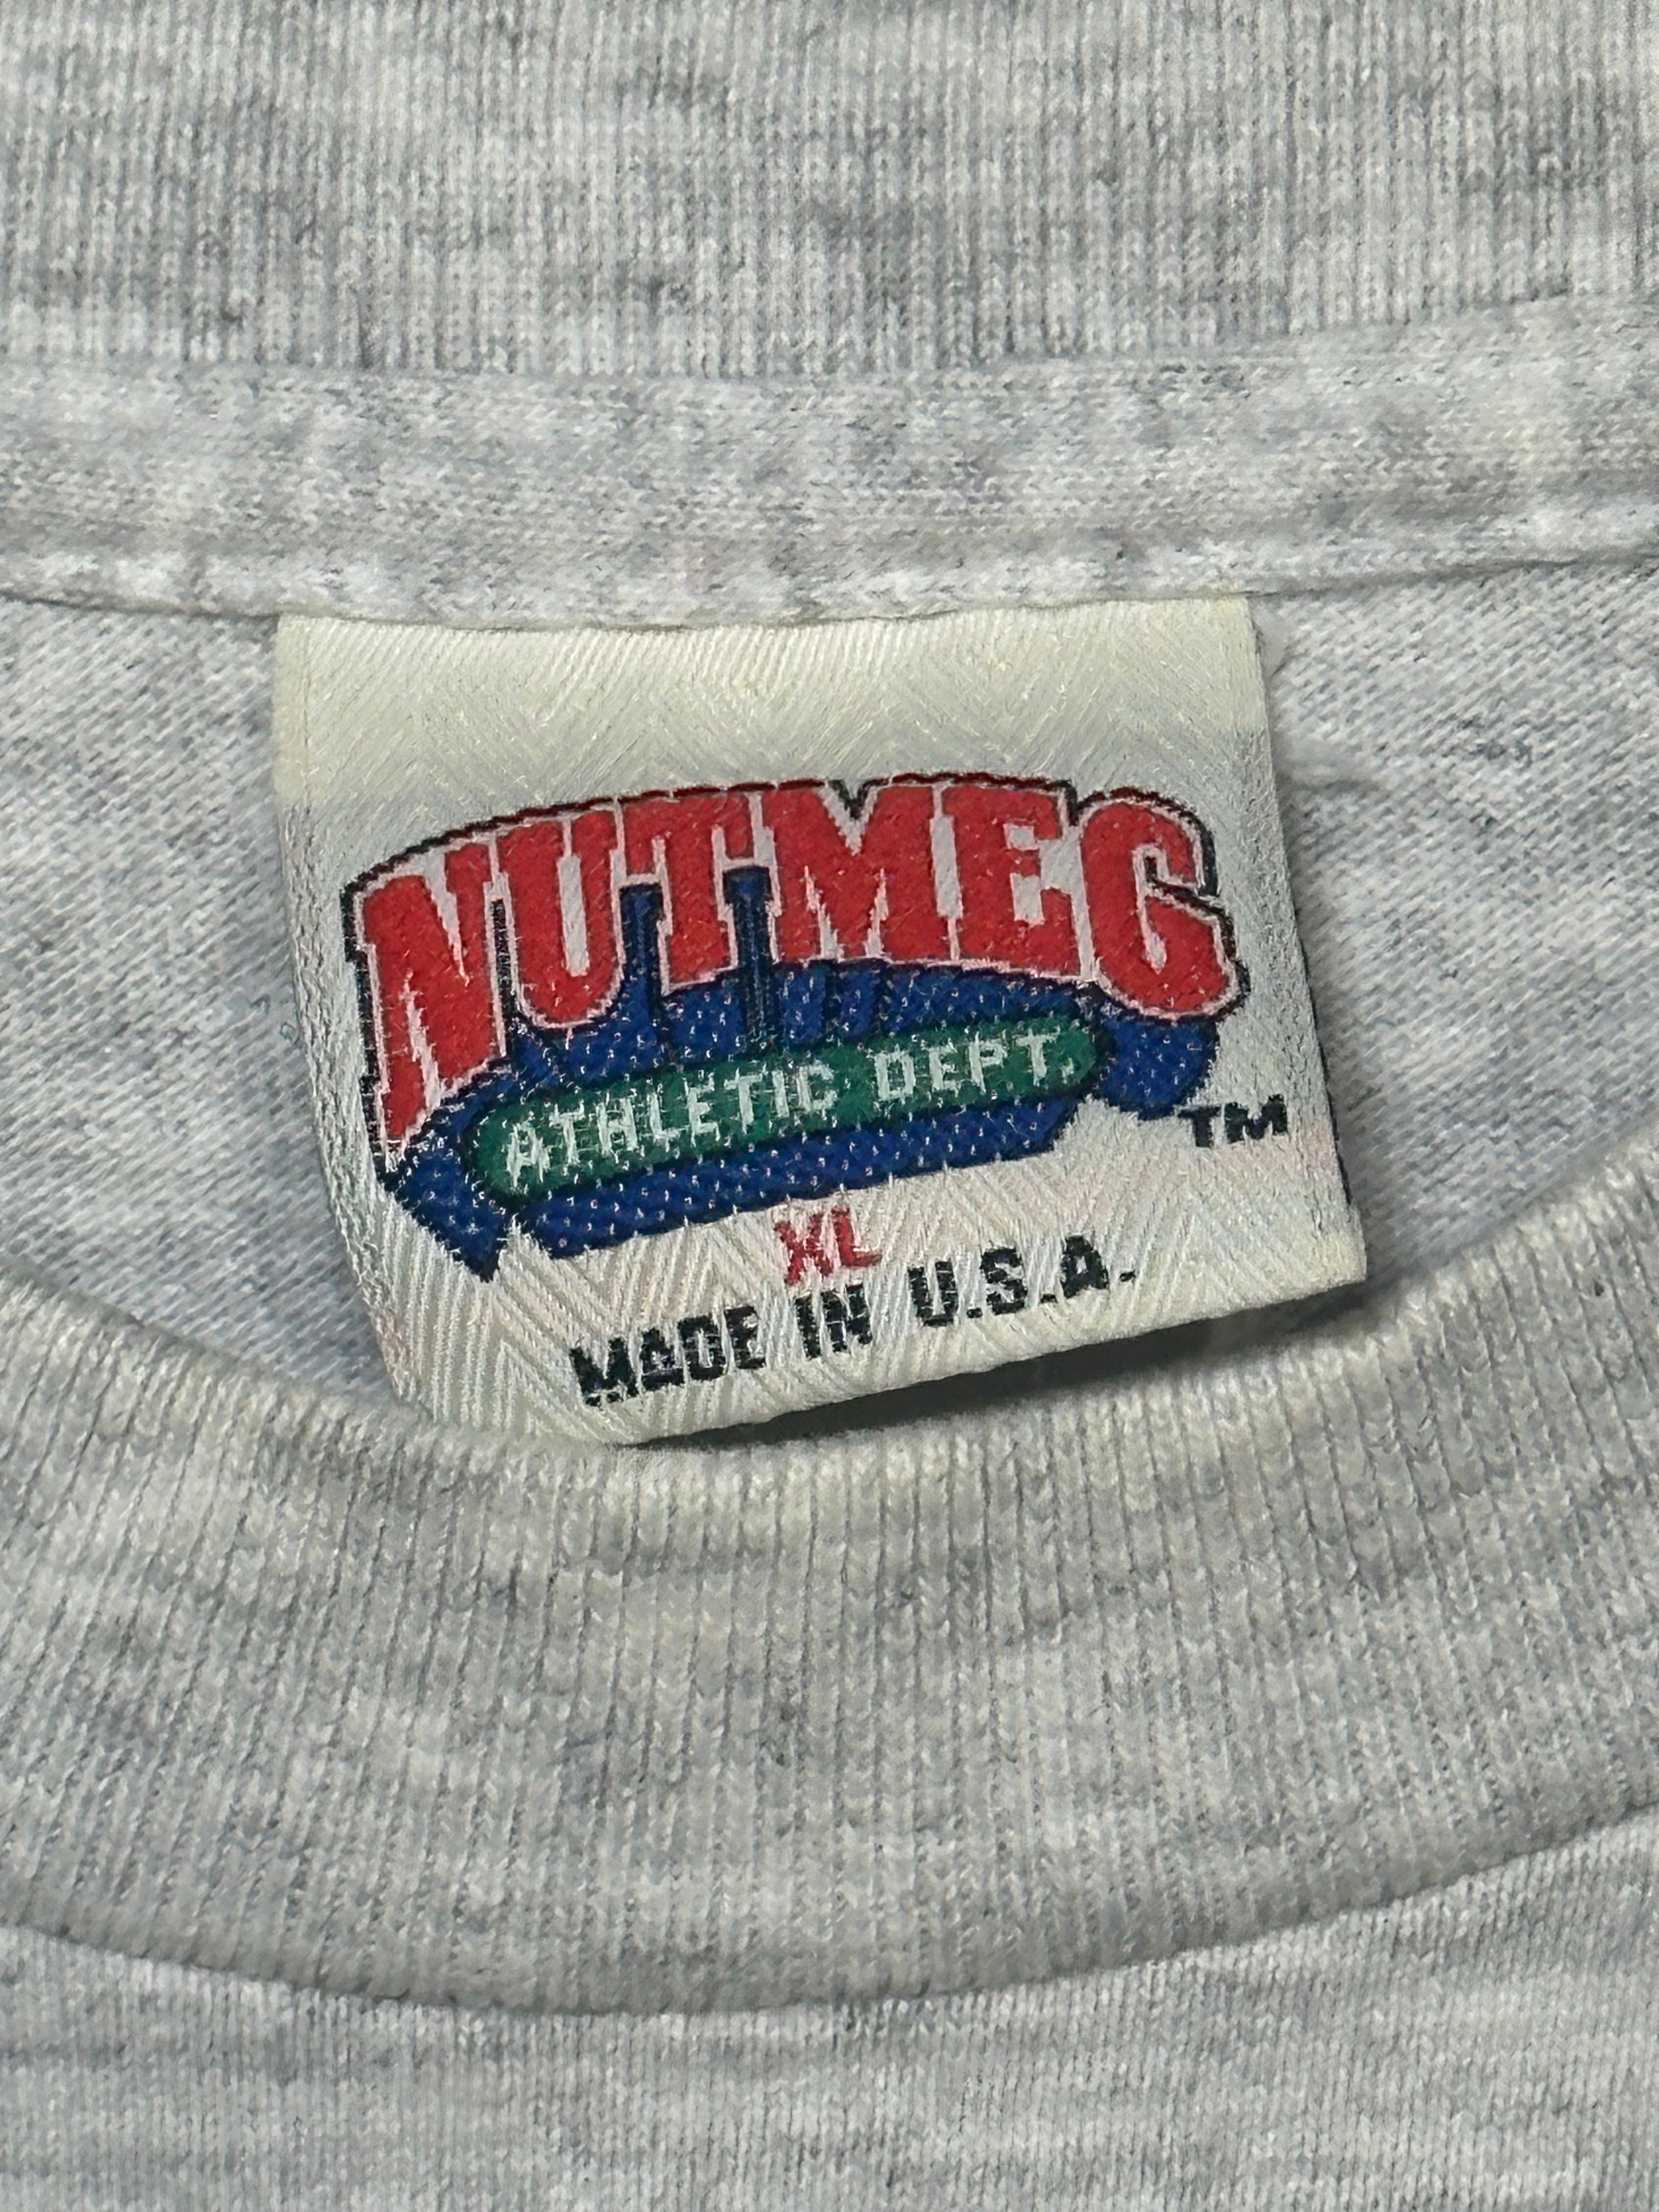 NUTMEG
ATHLETIC DEPT.
TM
XL
MADE IN U.S.A.